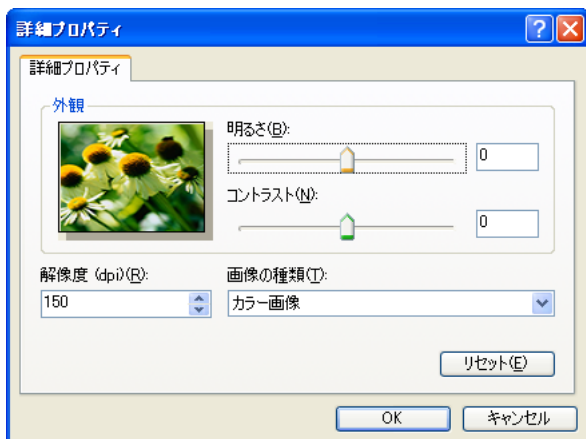 詳細プロパティ
詳細プロパティ
外観
明るさ(B):
0
コントラスト(N):
0
解像度 (dpi)(R):
150
画像の種類(T):
カラー画像
リセット(E)
OK
キャンセル